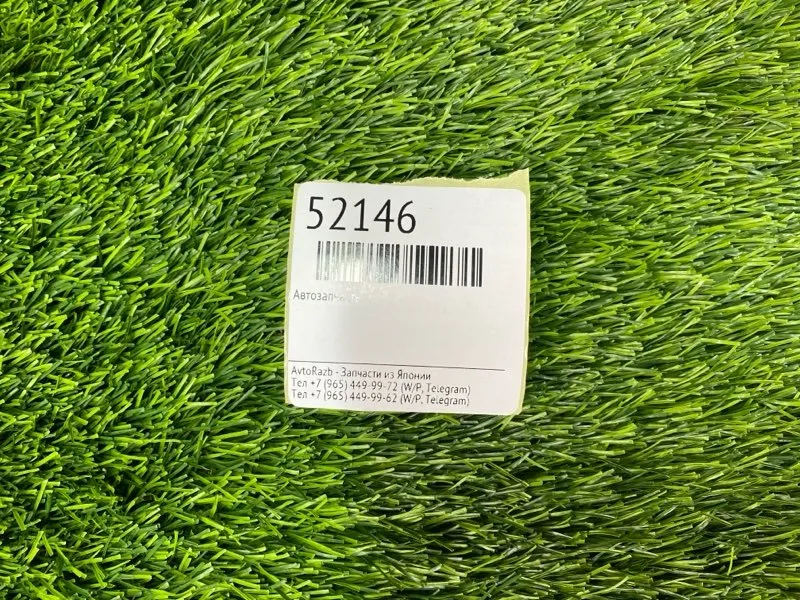 52146
Автозапчасть
AvtoRazb - Запчасти из Японии
Тел +7 (965) 449-99-72 (W/P, Telegram)
Тел +7 (965) 449-99-62 (W/P, Telegram)